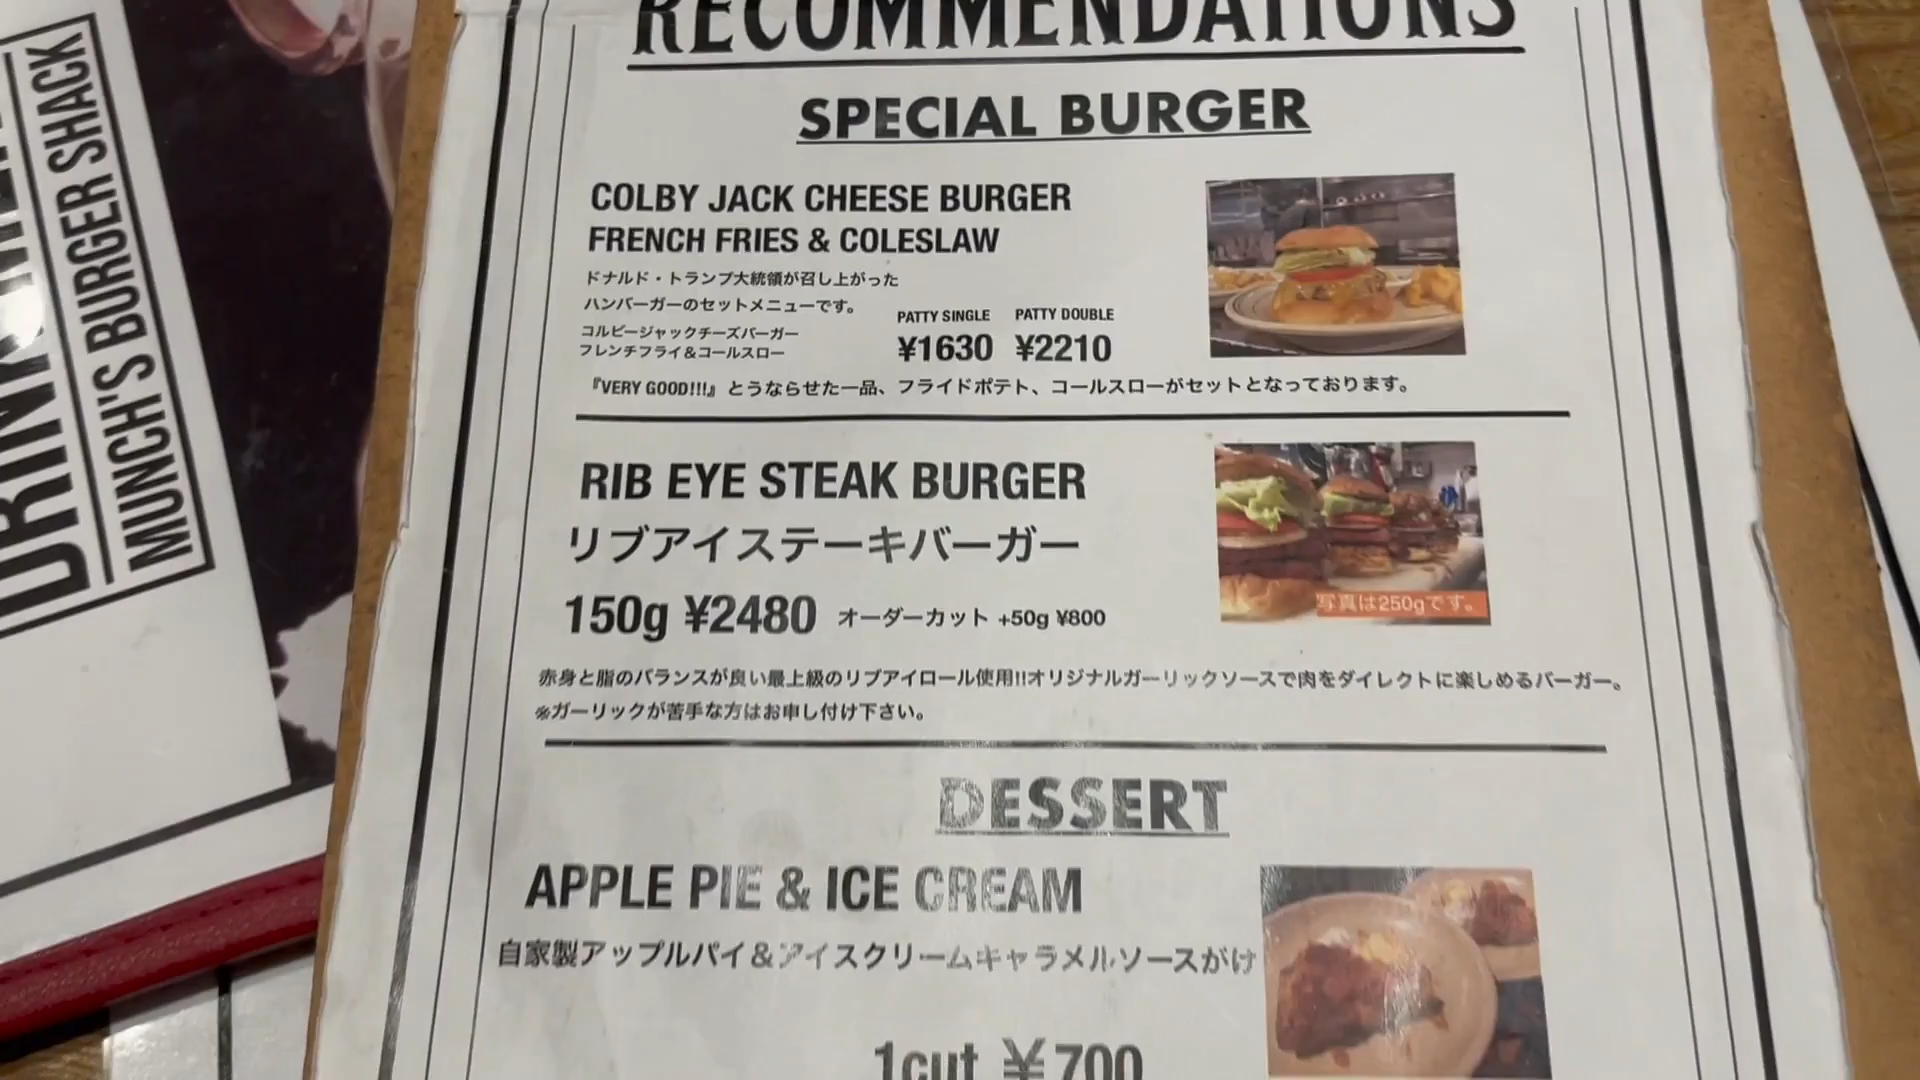 RECOMMENDATIONS
SPECIAL BURGER
COLBY JACK CHEESE BURGER
FRENCH FRIES & COLESLAW
ドナルド・トランプ大統領が召し上がった
ハンバーガーのセットメニューです。
コルビージャックチーズバーガー
フレンチフライ&コールスロー
PATTY SINGLE PATTY DOUBLE
¥1630 ¥2210
『VERY GOOD!!!』とうならせた一品、フライドポテト、コールスローがセットとなっております。
RIB EYE STEAK BURGER
リブアイステーキバーガー
150g ¥2480 オーダーカット +50g ¥800
写真は250gです。
赤身と脂のバランスが良い最上級のリブアイロール使用!!オリジナルガーリックソースで肉をダイレクトに楽しめるバーガー。
※ガーリックが苦手な方はお申し付け下さい。
DESSERT
APPLE PIE & ICE CREAM
自家製アップルパイ&アイスクリームキャラメルソースがけ
1cut ¥700
DRINK
MUNCH'S BURGER SHACK